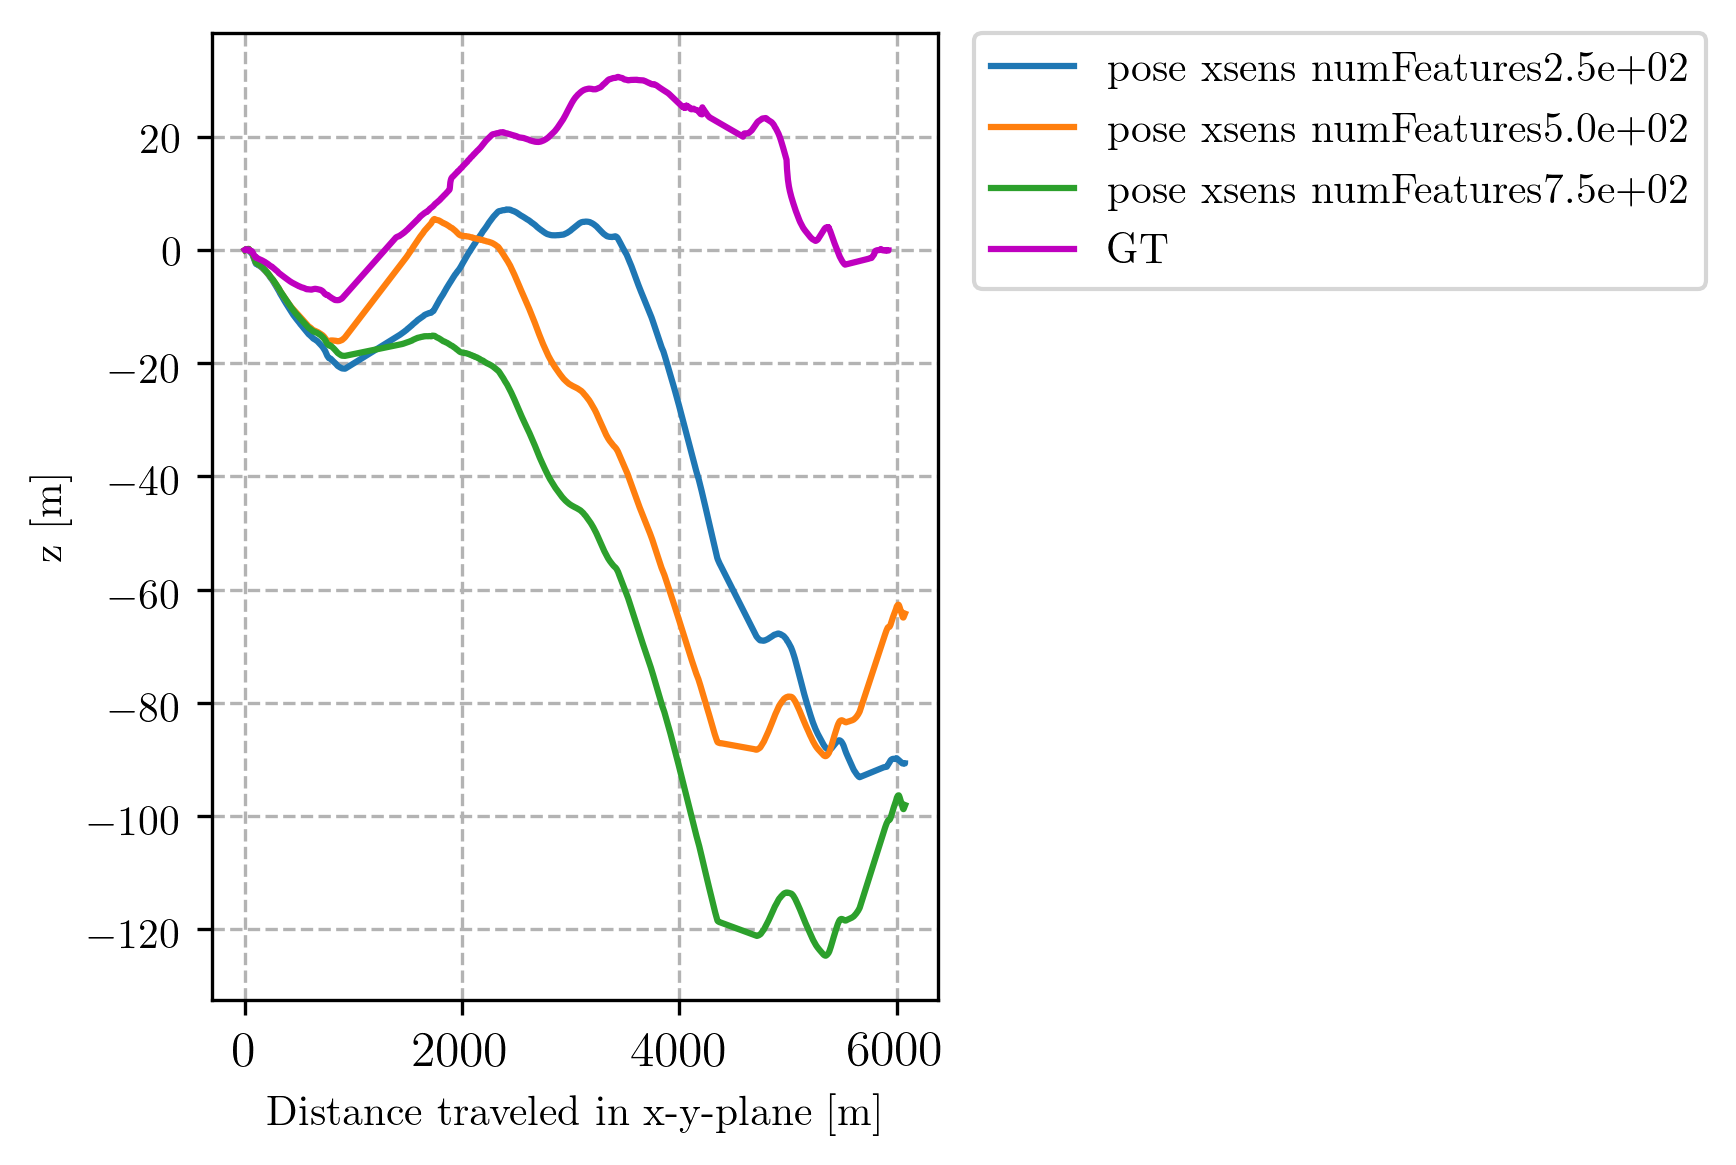 pose xsens numFeatures2.5e+02
pose xsens numFeatures5.0e+02
pose xsens numFeatures7.5e+02
GT
20
0
−20
−40
−60
−80
−100
−120
z [m]
0 2000 4000 6000
Distance traveled in x-y-plane [m]